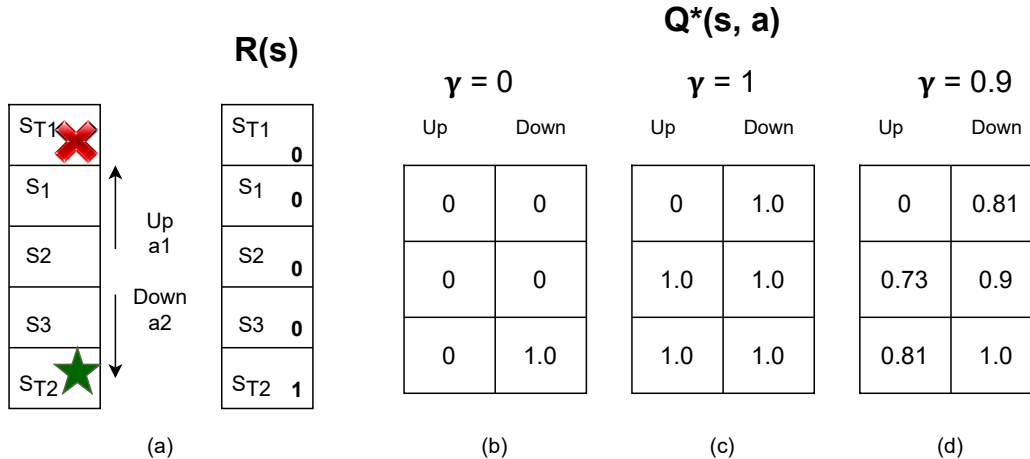 Q*(s, a)
R(s)
γ = 0
γ = 1
γ = 0.9
Up Down
Up Down
Up Down
ST1
S1
S2
S3
ST2
Up
a1
Down
a2
ST1 0
S1 0
S2 0
S3 0
ST2 1
0 0
0 0
0 1.0
0 1.0
1.0 1.0
1.0 1.0
0 0.81
0.73 0.9
0.81 1.0
(a)
(b)
(c)
(d)